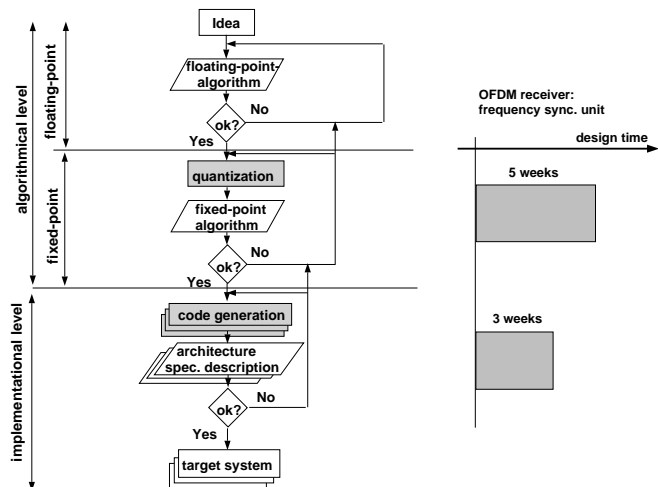 Idea
floating-point-
algorithm
No
ok?
Yes
quantization
fixed-point
algorithm
No
ok?
Yes
code generation
architecture
spec. description
No
ok?
Yes
target system
algorithmical level
floating-point
fixed-point
implementational level
OFDM receiver:
frequency sync. unit
design time
5 weeks
3 weeks